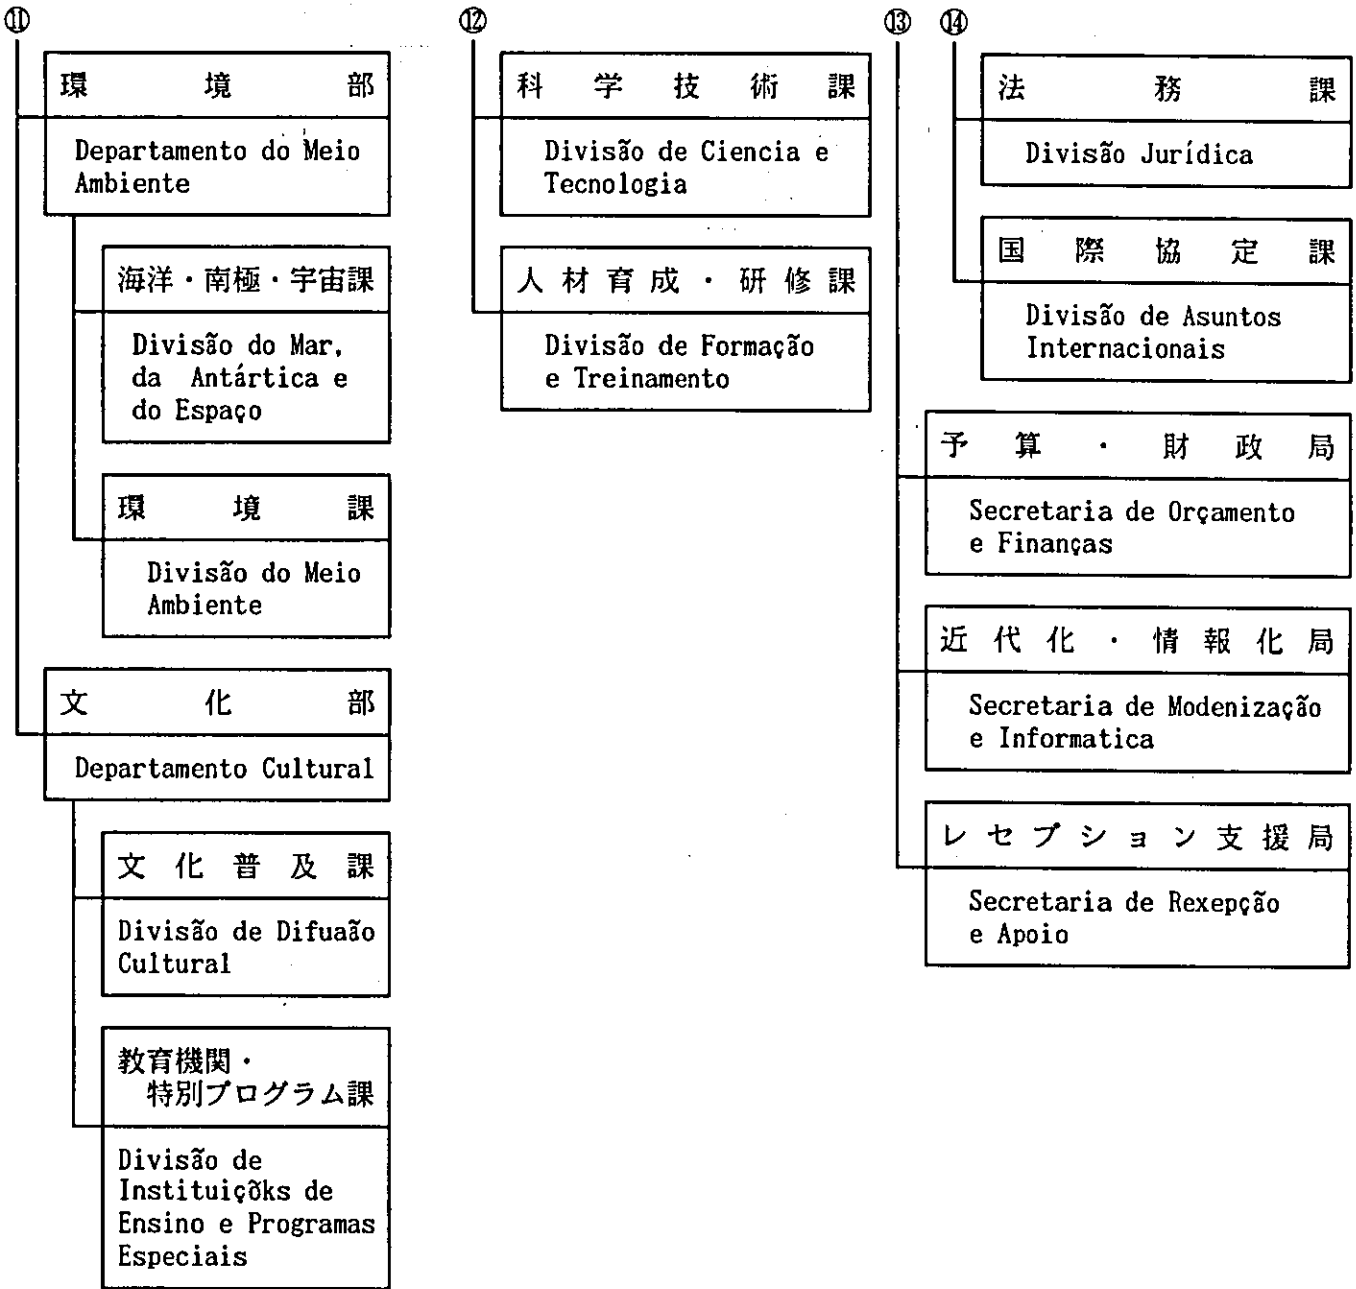 ⑪
環境部
Departamento do Meio
Ambiente
海洋・南極・宇宙課
Divisão do Mar,
da Antártica e
do Espaço
環境課
Divisão do Meio
Ambiente
文化部
Departamento Cultural
文化普及課
Divisão de Difuaão
Cultural
教育機関・
特別プログラム課
Divisão de
Instituiçõks de
Ensino e Programas
Especiais
⑫
科学技術課
Divisão de Ciencia e
Tecnologia
人材育成・研修課
Divisão de Formação
e Treinamento
⑬
⑭
法務課
Divisão Jurídica
国際協定課
Divisão de Asuntos
Internacionais
予算・財政局
Secretaria de Orçamento
e Finanças
近代化・情報化局
Secretaria de Modenização
e Informatica
レセプション支援局
Secretaria de Rexepção
e Apoio